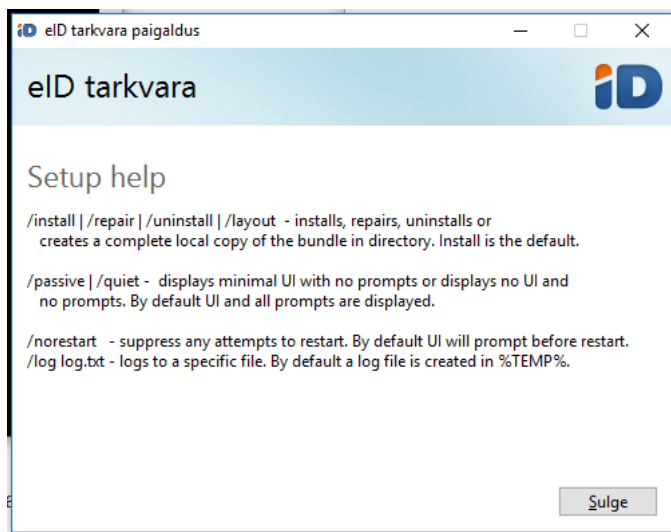 iD eID tarkvara paigaldus
eID tarkvara
iD
Setup help
/install | /repair | /uninstall | /layout  - installs, repairs, uninstalls or
creates a complete local copy of the bundle in directory. Install is the default.
/passive | /quiet -  displays minimal UI with no prompts or displays no UI and
no prompts. By default UI and all prompts are displayed.
/norestart   - suppress any attempts to restart. By default UI will prompt before restart.
/log log.txt - logs to a specific file. By default a log file is created in %TEMP%.
Sulge